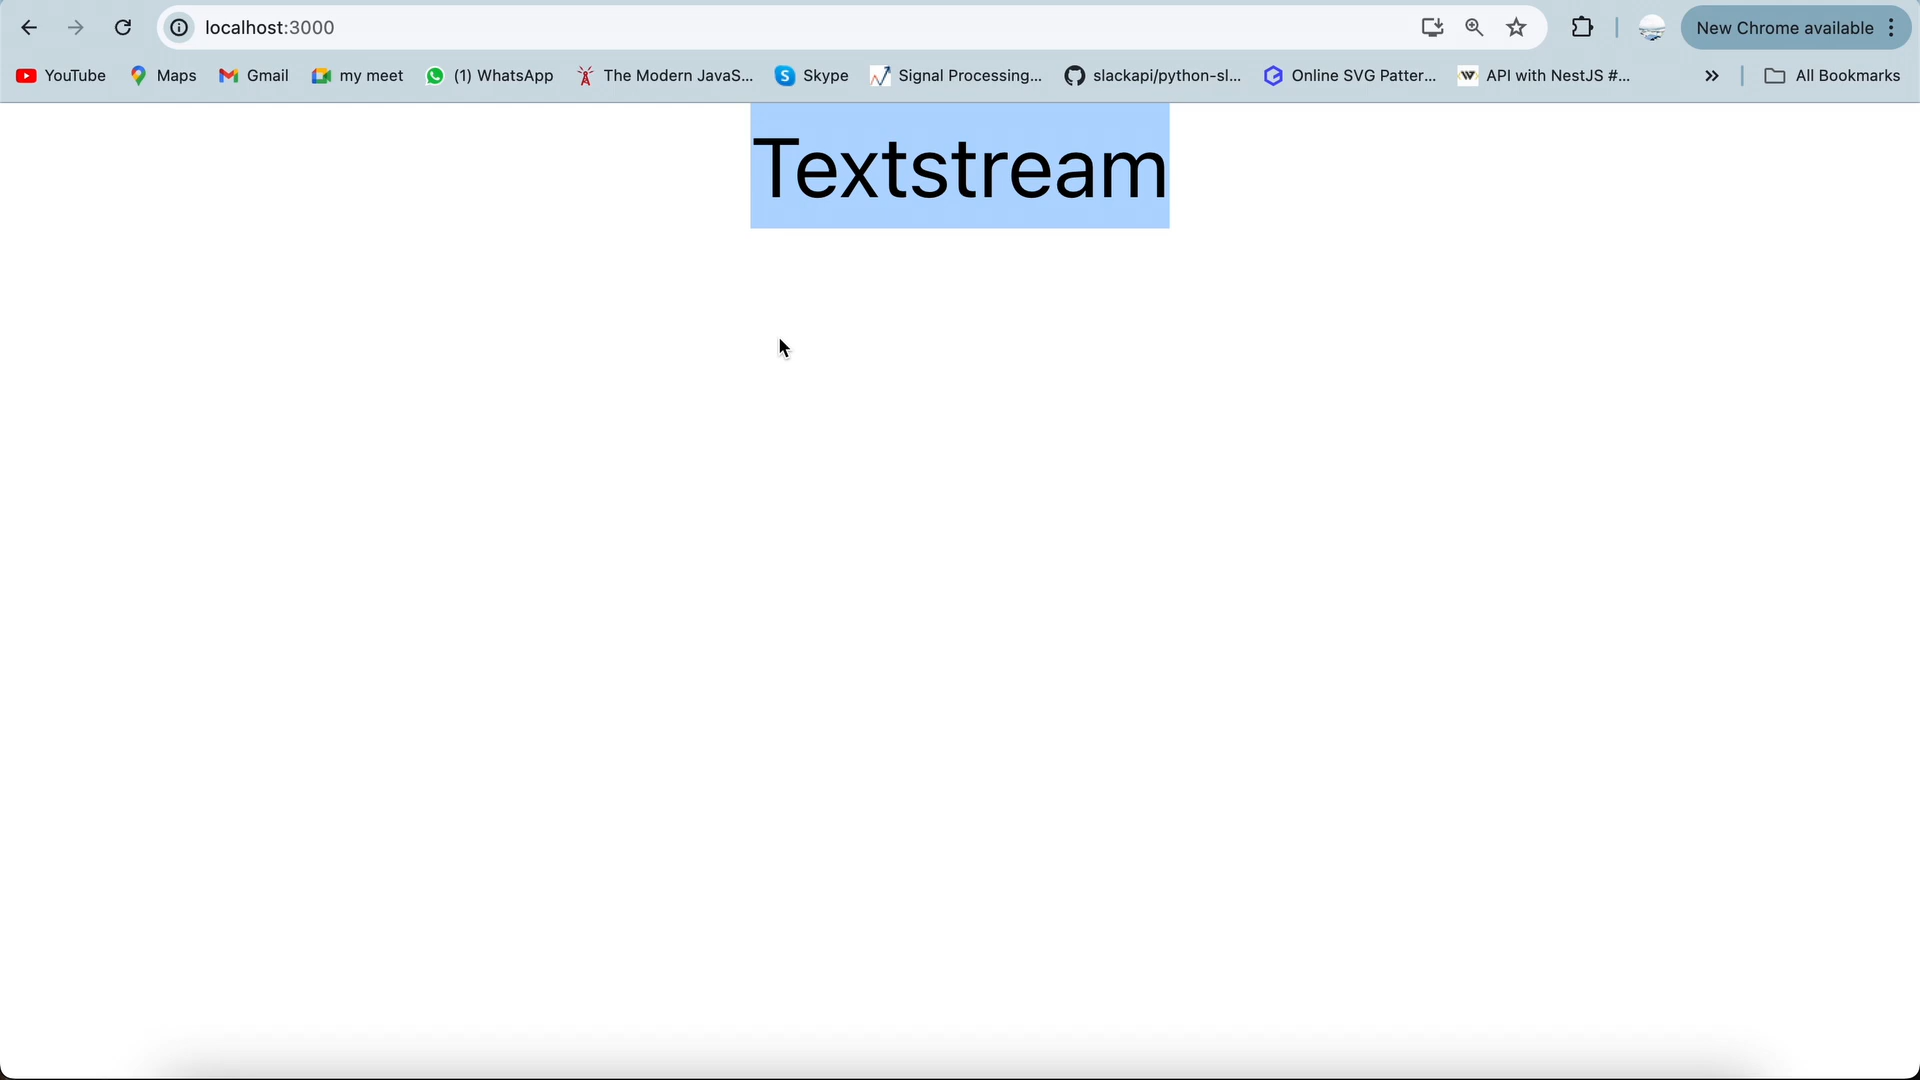 localhost:3000
New Chrome available
YouTube
Maps
Gmail
my meet
(1) WhatsApp
The Modern JavaS...
Skype
Signal Processing...
slackapi/python-sl...
Online SVG Patter...
API with NestJS #...
All Bookmarks
Textstream